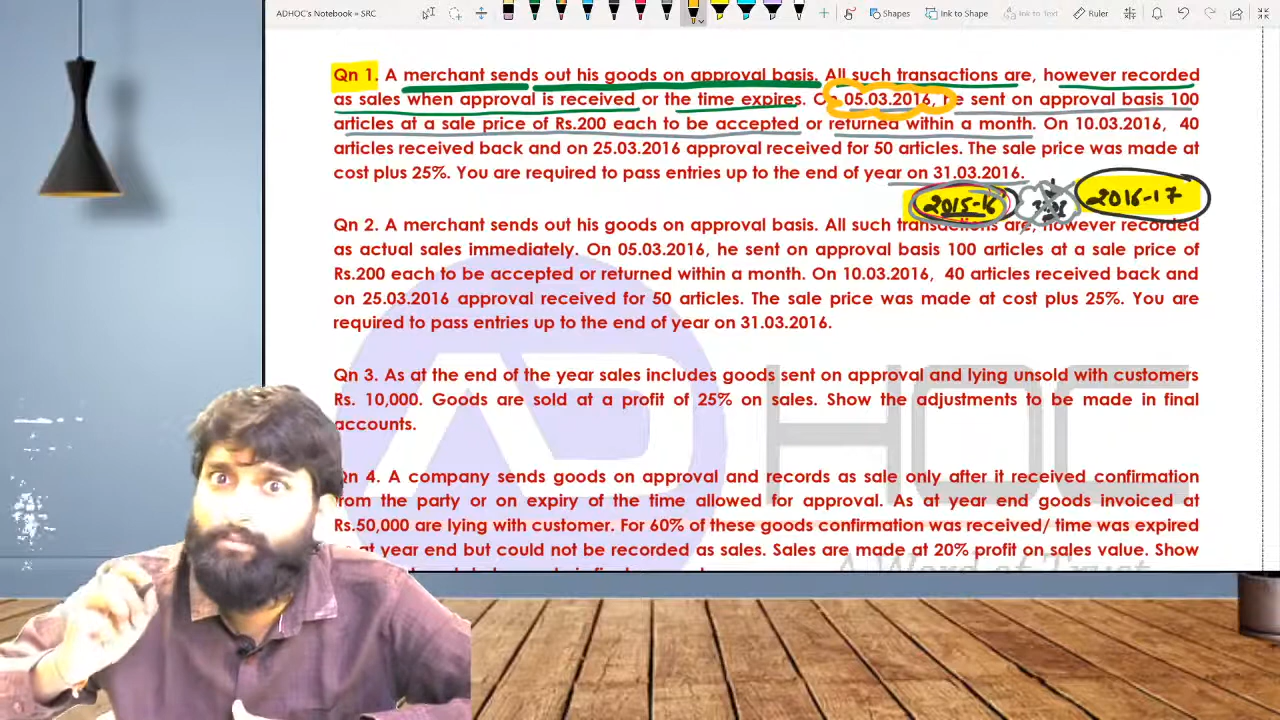 ADHOC's Notebook – SRC
Shapes
Ink to Shape
Ink to Text
Ruler
Qn 1. A merchant sends out his goods on approval basis. All such transactions are, however recorded
as sales when approval is received or the time expires. On 05.03.2016, he sent on approval basis 100
articles at a sale price of Rs.200 each to be accepted or returned within a month. On 10.03.2016, 40
articles received back and on 25.03.2016 approval received for 50 articles. The sale price was made at
cost plus 25%. You are required to pass entries up to the end of year on 31.03.2016.
2015-16
2016-17
Qn 2. A merchant sends out his goods on approval basis. All such transactions are, however recorded
as actual sales immediately. On 05.03.2016, he sent on approval basis 100 articles at a sale price of
Rs.200 each to be accepted or returned within a month. On 10.03.2016, 40 articles received back and
on 25.03.2016 approval received for 50 articles. The sale price was made at cost plus 25%. You are
required to pass entries up to the end of year on 31.03.2016.
Qn 3. As at the end of the year sales includes goods sent on approval and lying unsold with customers
Rs. 10,000. Goods are sold at a profit of 25% on sales. Show the adjustments to be made in final
accounts.
Qn 4. A company sends goods on approval and records as sale only after it received confirmation
from the party or on expiry of the time allowed for approval. As at year end goods invoiced at
Rs.50,000 are lying with customer. For 60% of these goods confirmation was received/ time was expired
at year end but could not be recorded as sales. Sales are made at 20% profit on sales value. Show
AD HOC
A Word of Trust